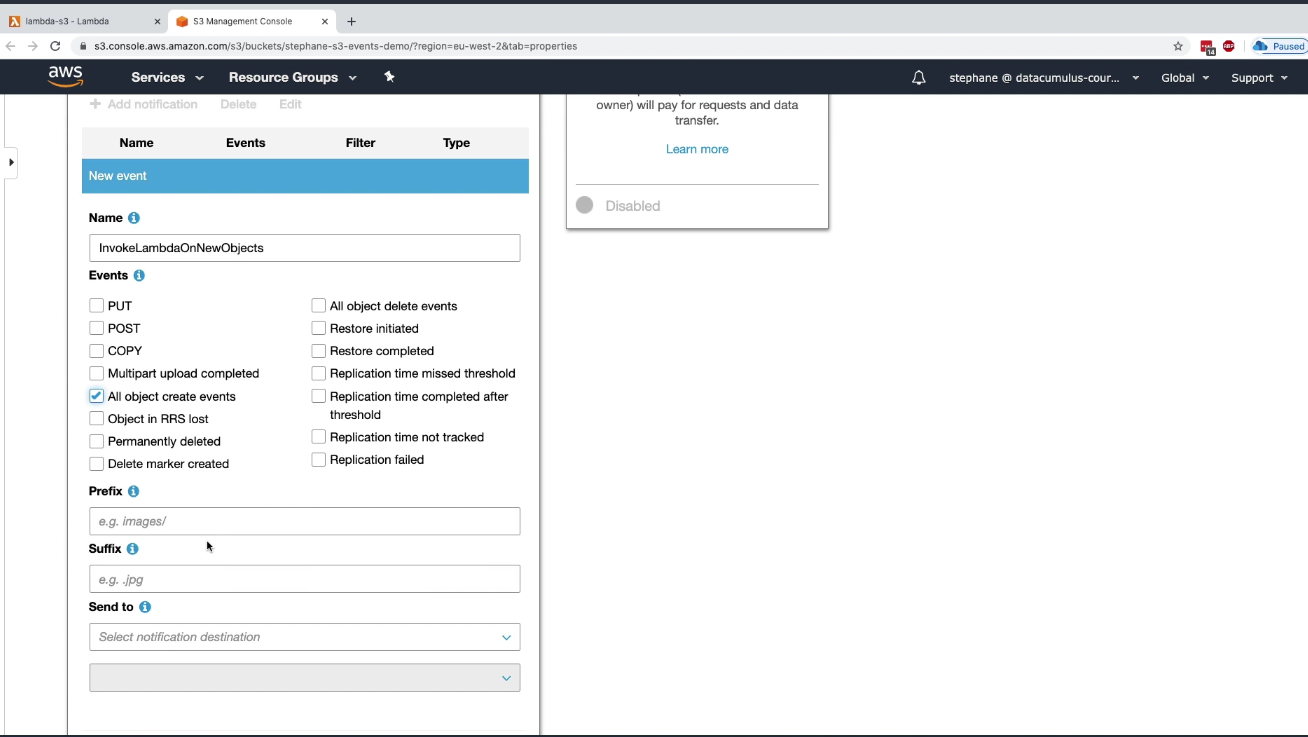 lambda-s3 - Lambda
S3 Management Console
s3.console.aws.amazon.com/s3/buckets/stephane-s3-events-demo/?region=eu-west-2&tab=properties
14
ABP
Paused
aws
Services
Resource Groups
stephane @ datacumulus-cour...
Global
Support
+ Add notification Delete Edit
Name Events Filter Type
New event
Name
InvokeLambdaOnNewObjects
Events
PUT
POST
COPY
Multipart upload completed
All object create events
Object in RRS lost
Permanently deleted
Delete marker created
All object delete events
Restore initiated
Restore completed
Replication time missed threshold
Replication time completed after
threshold
Replication time not tracked
Replication failed
Prefix
e.g. images/
Suffix
e.g. .jpg
Send to
Select notification destination
owner) will pay for requests and data
transfer.
Learn more
Disabled